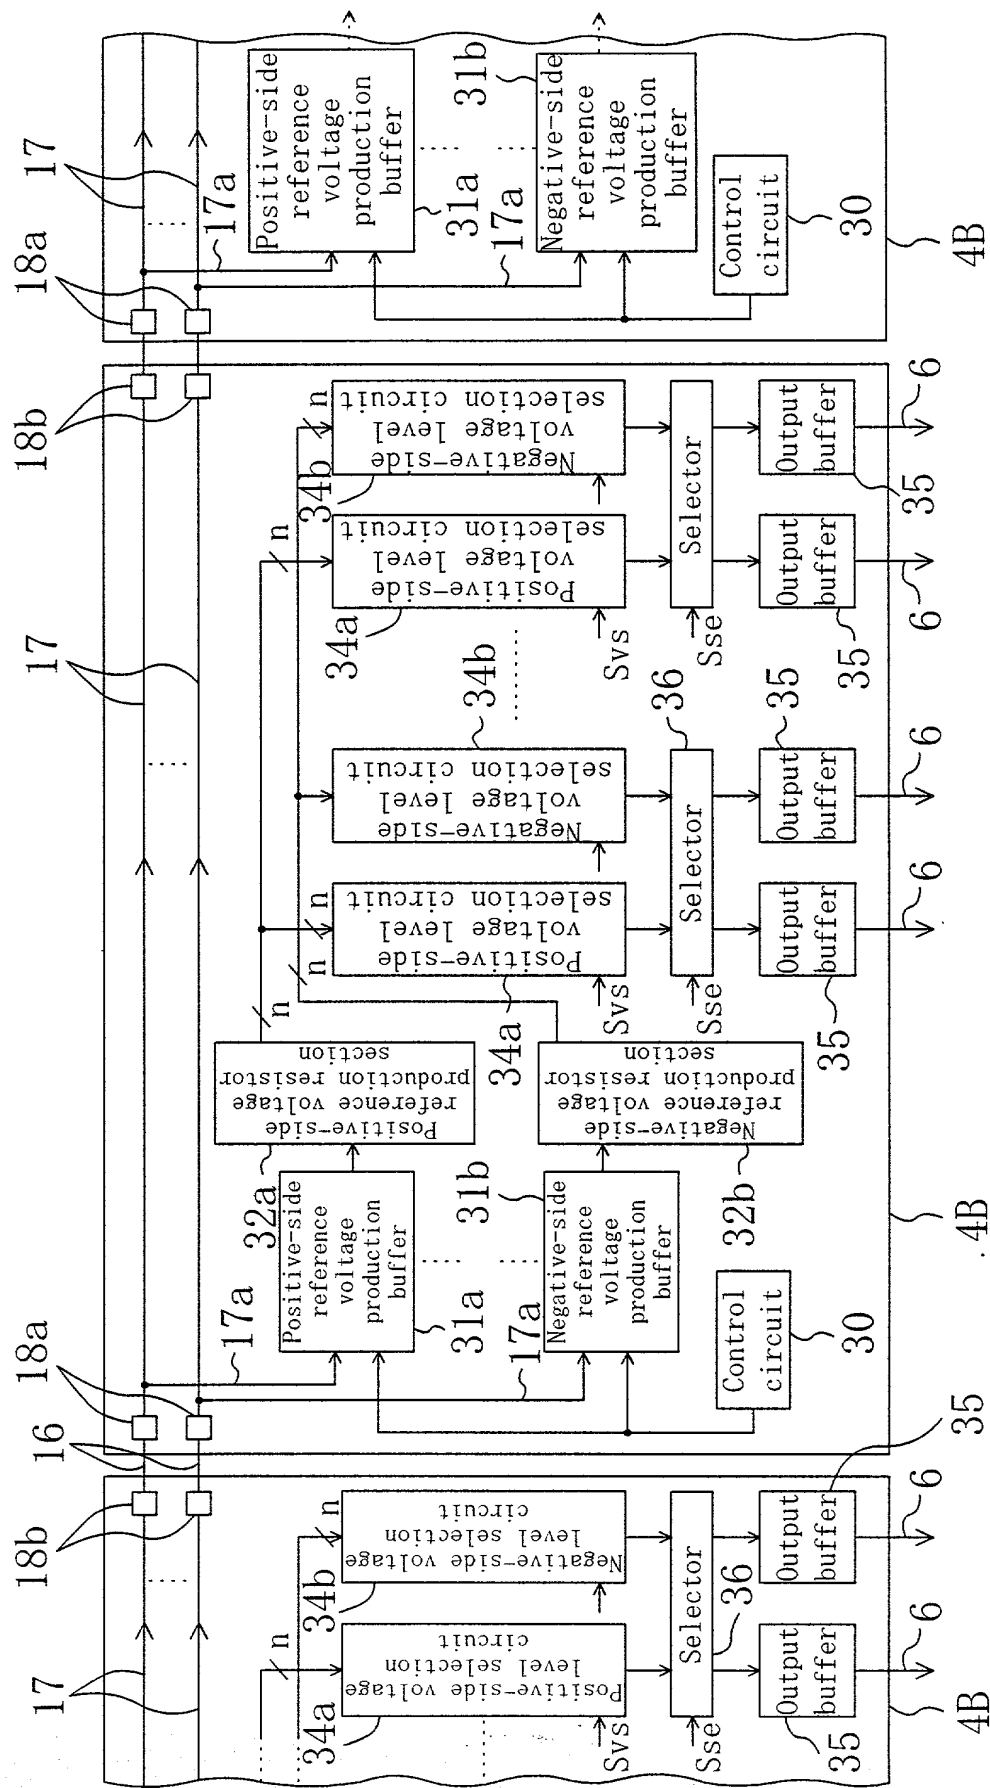 17
18b
16
18a
17
18b
18a
17
17a
17a
17a
17a
n
34a
Positive-side voltage
level selection
circuit
34b
n
Negative-side voltage
level selection
circuit
Svs
Sse
Selector
36
Output
buffer
35
Output
buffer
35
6
6
4B
Positive-side
reference
voltage
production
buffer
31a
Negative-side
reference
voltage
production
buffer
31b
Control
circuit
30
32a
Positive-side
reference voltage
production resistor
section
32b
Negative-side
reference voltage
production resistor
section
n
n
n
34a
Positive-side
voltage level
selection circuit
34b
Negative-side
voltage level
selection circuit
n
34a
Positive-side
voltage level
selection circuit
n
34b
Negative-side
voltage level
selection circuit
Svs
Svs
Sse
Selector
36
Sse
Selector
Output
buffer
35
Output
buffer
35
Output
buffer
35
Output
buffer
35
6
6
6
6
4B
Positive-side
reference
voltage
production
buffer
31a
Negative-side
reference
voltage
production
buffer
31b
Control
circuit
30
4B